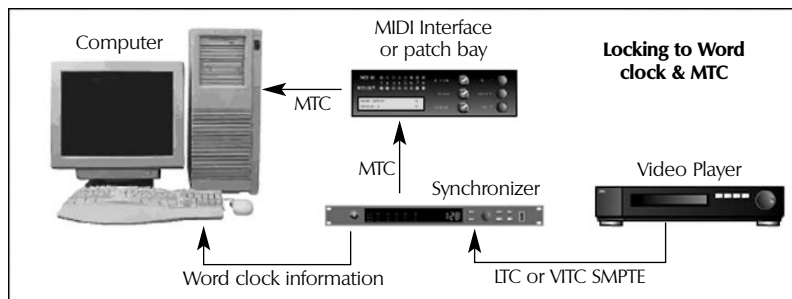 Computer
MIDI Interface
or patch bay
Locking to Word
clock & MTC
MTC
MTC
Synchronizer
Video Player
128
Word clock information
LTC or VITC SMPTE